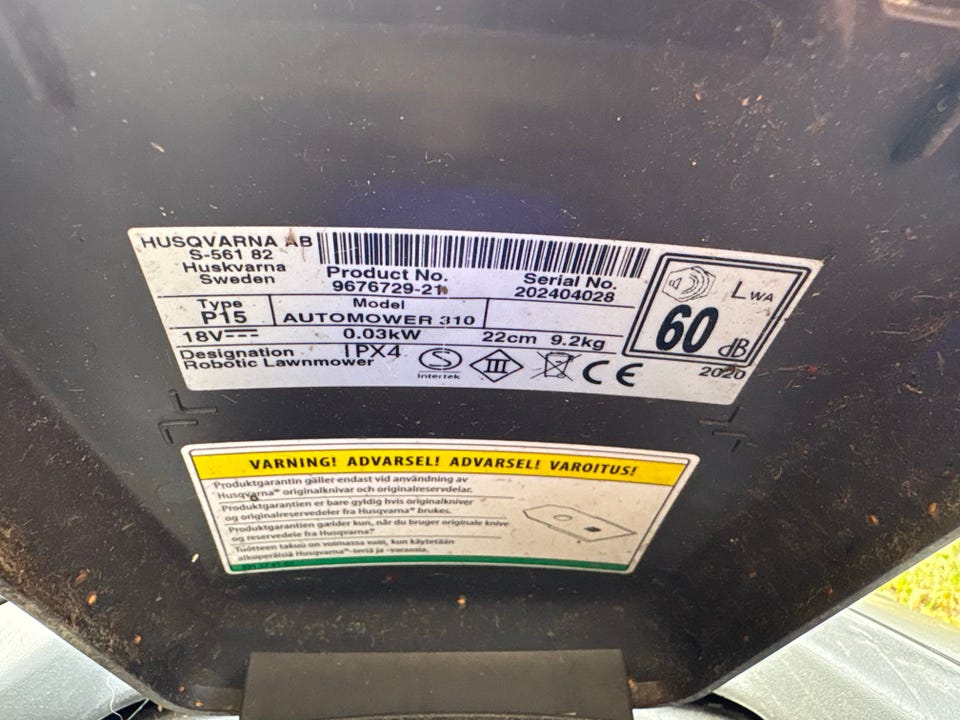 HUSQVARNA AB
S-561 82
Huskvarna
Sweden
Product No.
9676729-21
Serial No.
202404028
Type
P15
Model
AUTOMOWER 310
18V
0.03kW
22cm 9.2kg
Designation
Robotic Lawnmower
IPX4
S
Intertek
III
CE
LWA
60
dB
2020
VARNING! ADVARSEL! ADVARSEL! VAROITUS!
Produktgarantin gäller endast vid användning av
Husqvarna® originalknivar och originalreservdelar.
Produktgarantien er bare gyldig hvis originalkniver
og originalreservedeler fra Husqvarna® brukes.
Produktgarantien gælder kun, når du bruger originale knive
og reservedele fra Husqvarna®
Tuotteen takuu on voimassa vain, kun käytetään
alkuperäisiä Husqvarna®-teriä ja -varaosia.